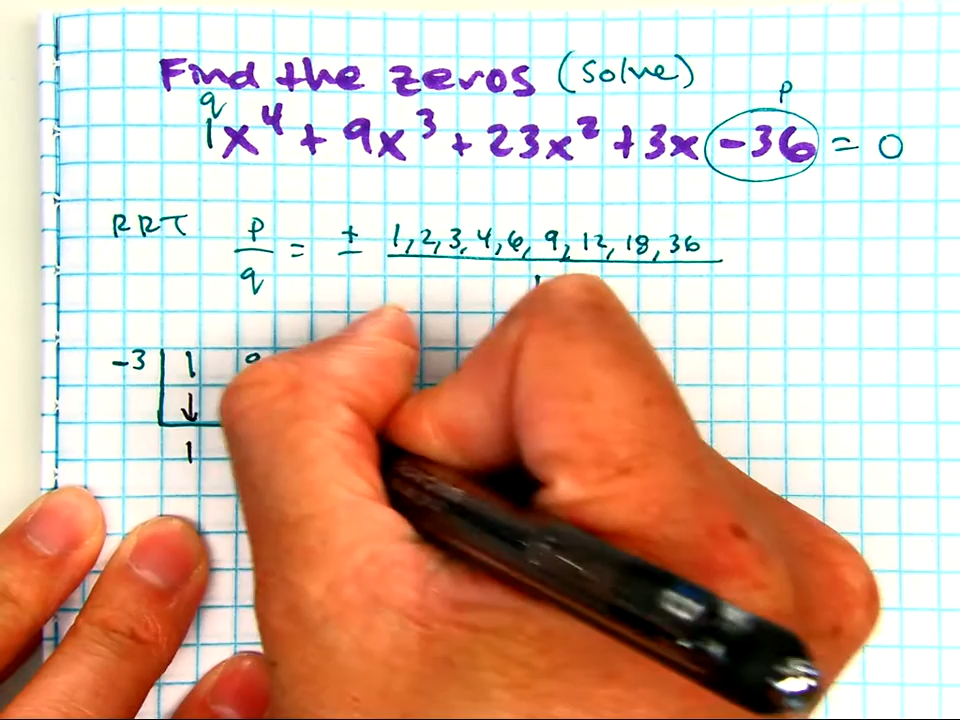 Find the zeros (solve)
q p
1x⁴ + 9x³ + 23x² + 3x -36 = 0
RRT p/q = ± 1, 2, 3, 4, 6, 9, 12, 18, 36
-3 1
1